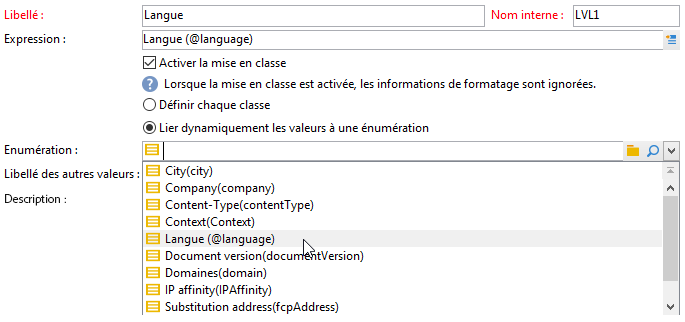 Libellé : Langue Nom interne : LVL1
Expression : Langue (@language)
Activer la mise en classe
? Lorsque la mise en classe est activée, les informations de formatage sont ignorées.
Définir chaque classe
Lier dynamiquement les valeurs à une énumération
Enumération :
Libellé des autres valeurs :
Description :
City(city)
Company(company)
Content-Type(contentType)
Context(Context)
Langue (@language)
Document version(documentVersion)
Domaines(domain)
IP affinity(IPAffinity)
Substitution address(fcpAddress)